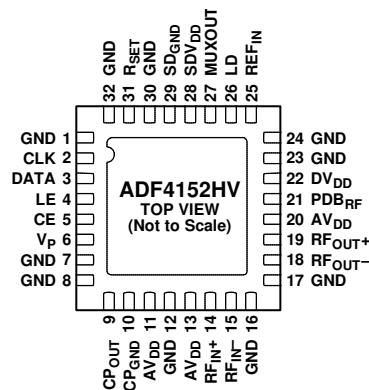 32 GND
31 RSET
30 GND
29 SDGND
28 SDVDD
27 MUXOUT
26 LD
25 REFIN
GND 1
CLK 2
DATA 3
LE 4
CE 5
VP 6
GND 7
GND 8
ADF4152HV
TOP VIEW
(Not to Scale)
24 GND
23 GND
22 DVDD
21 PDBRF
20 AVDD
19 RFOUT+
18 RFOUT–
17 GND
CPOUT 9
CPGND 10
AVDD 11
GND 12
AVDD 13
RFIN+ 14
RFIN– 15
GND 16